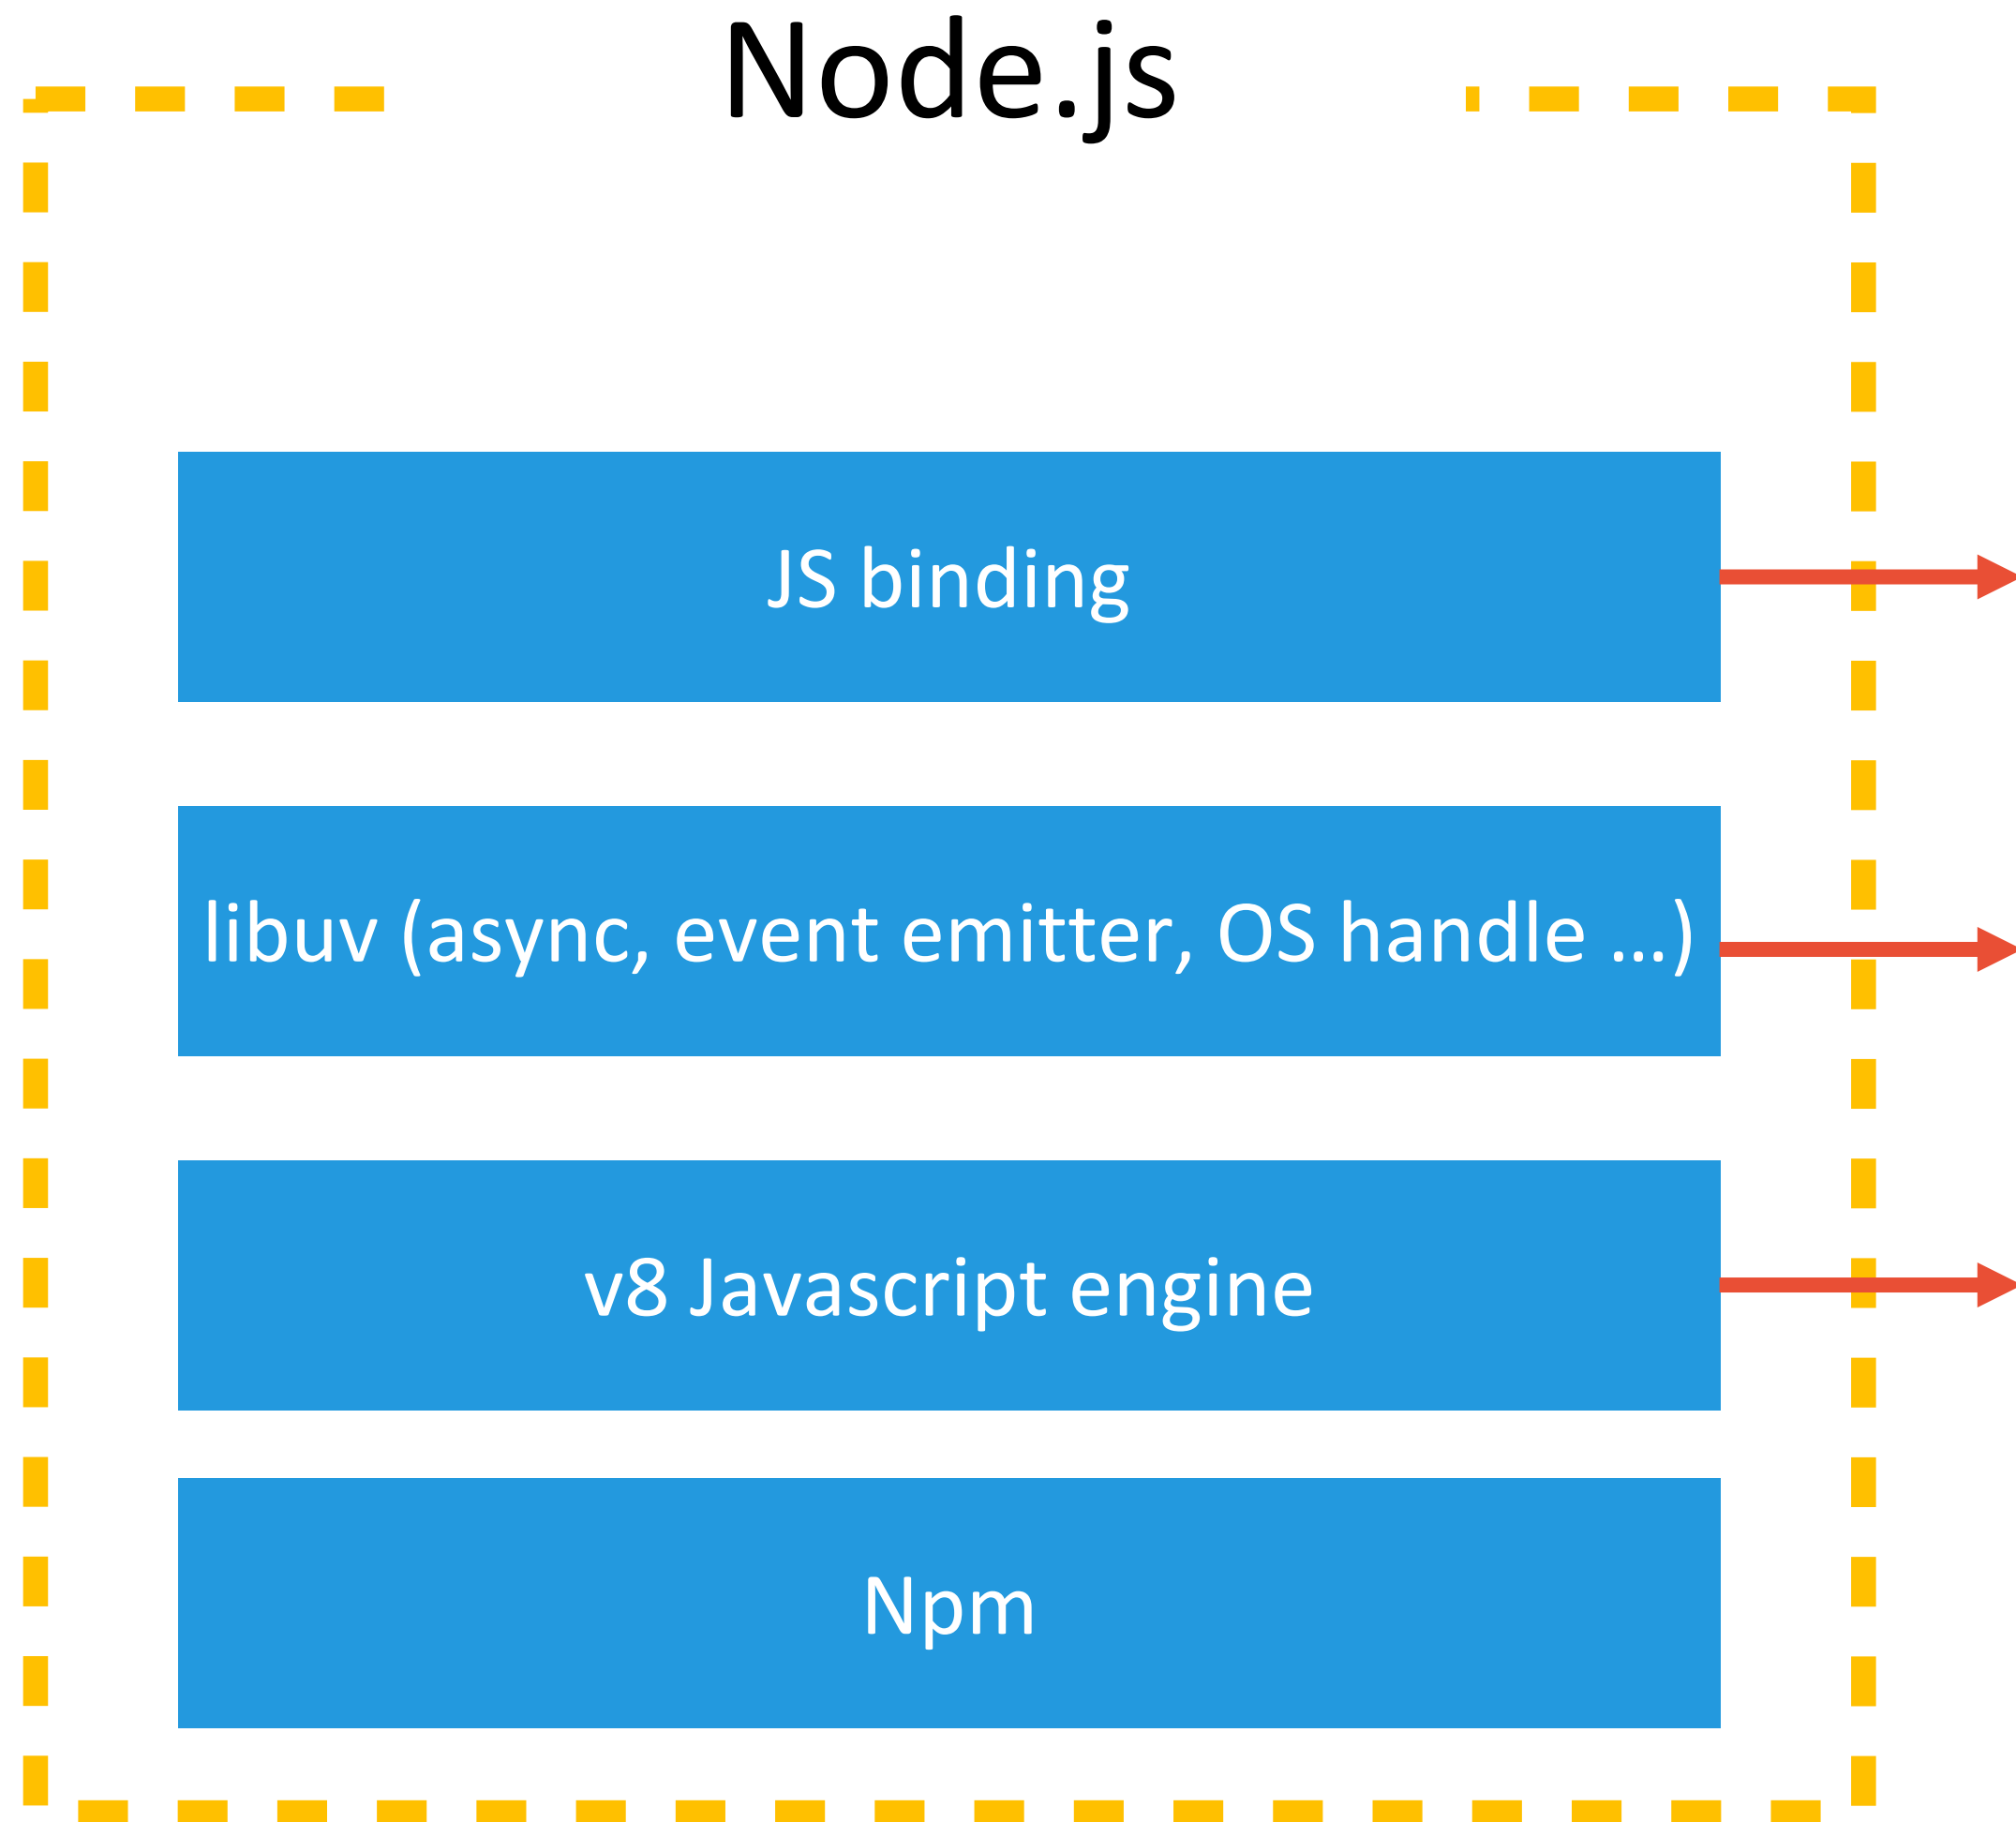 Node.js
JS binding
libuv (async, event emitter, OS handle ...)
v8 Javascript engine
Npm